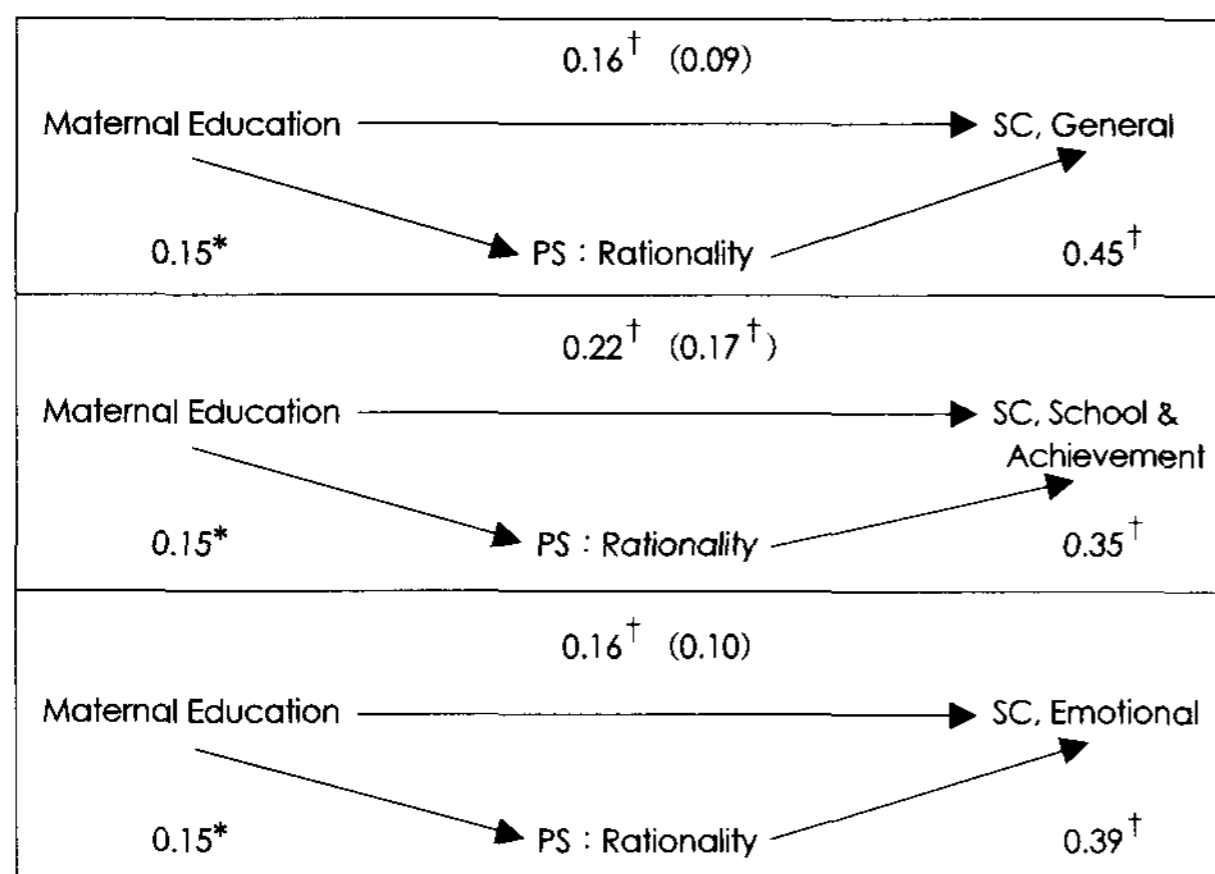 0.16† (0.09)
Maternal Education SC, General
0.15* PS : Rationality 0.45†
0.22† (0.17†)
Maternal Education SC, School &
Achievement
0.15* PS : Rationality 0.35†
0.16† (0.10)
Maternal Education SC, Emotional
0.15* PS : Rationality 0.39†